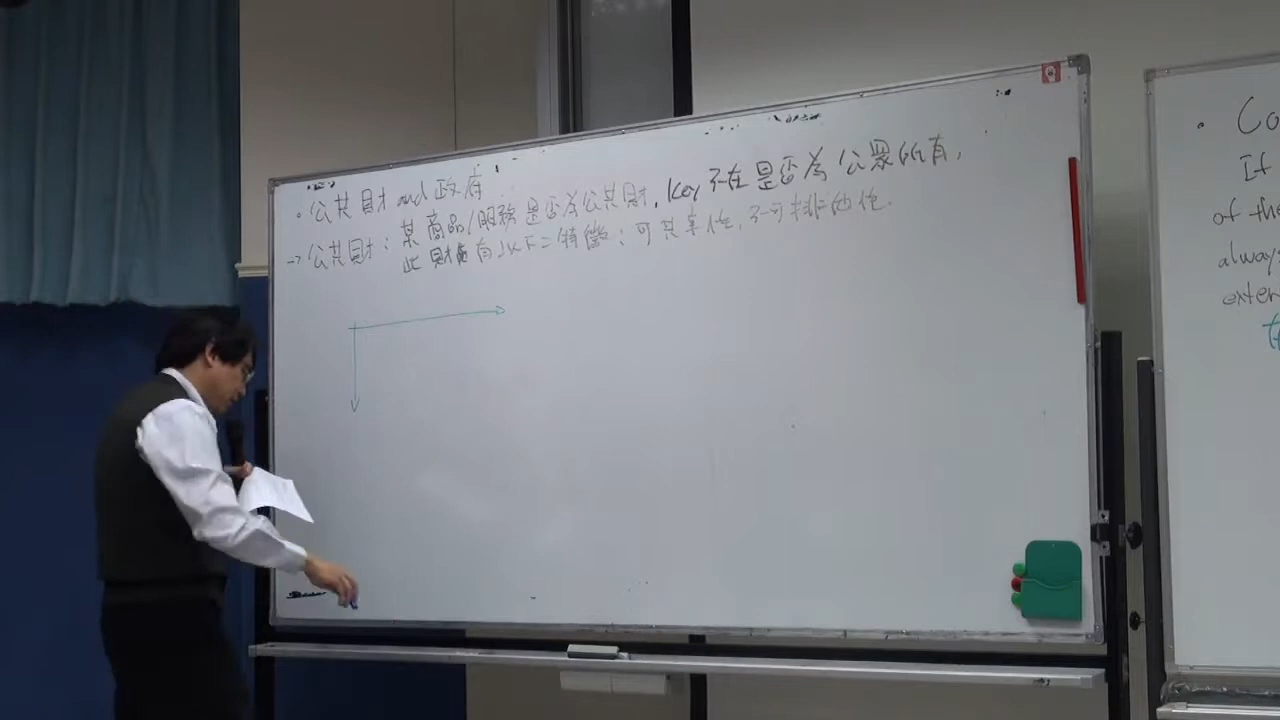 • 公共財 and 政府
→ 公共財: 某商品/服務是否為公共財, Key 不在是否為公眾所有,
此財有以下二特徵: 可共享性, 不可排他性.
• Co
If
of the
always
exter